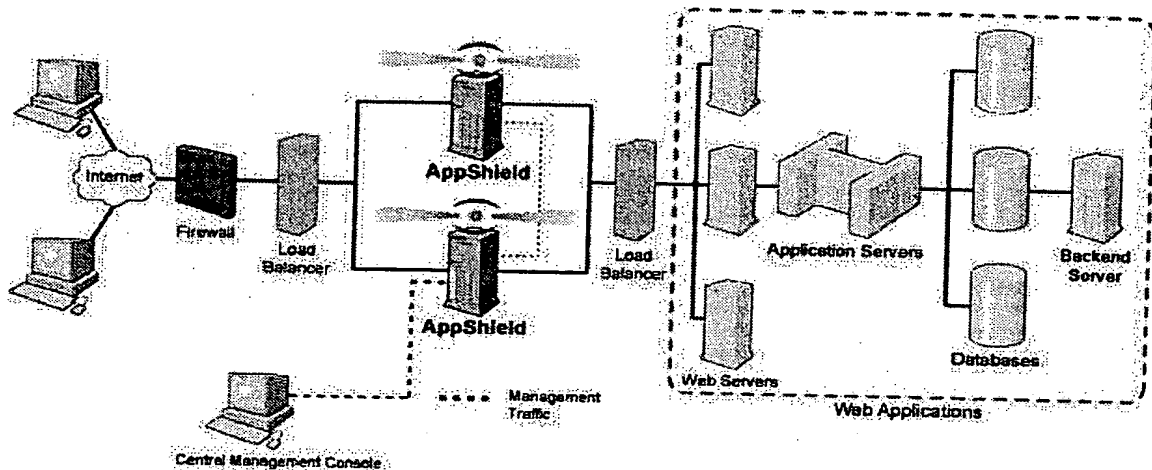 AppShield
Internet
Firewall
Load
Balancer
AppShield
Load
Balancer
Application Servers
Backend
Server
Web Servers
Databases
Management
Traffic
Web Applications
Central Management Console